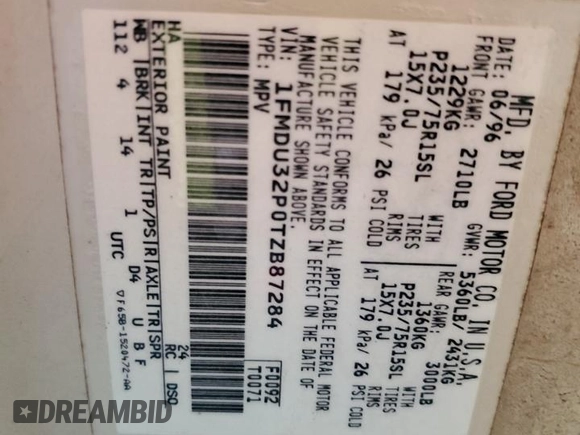 MFD. BY FORD MOTOR CO. IN U.S.A.
DATE: 06/96 GVWR: 5360LB/ 2431KG
FRONT GAWR: 2710LB REAR GAWR: 3000LB
1229KG WITH 1360KG WITH
P235/75R15SL TIRES P235/75R15SL TIRES
15X7.0J RIMS 15X7.0J RIMS
AT 179 kPa/ 26 PSI COLD AT 179 kPa/ 26 PSI COLD
THIS VEHICLE CONFORMS TO ALL APPLICABLE FEDERAL MOTOR
VEHICLE SAFETY STANDARDS IN EFFECT ON THE DATE OF
MANUFACTURE SHOWN ABOVE.
VIN: 1FMDU32P0TZB87284
TYPE: MPV
F0092
T0071
EXTERIOR PAINT
HA 24
RC DSO
WB BRK INT TR TP/PS R AXLE TR SPR
112 4 14 1 D4 U B F
UTC
▽F65B-1520472-AA
DREAMBID